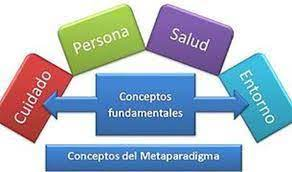 Cuidado
Persona
Salud
Entorno
Conceptos
fundamentales
Conceptos del Metaparadigma